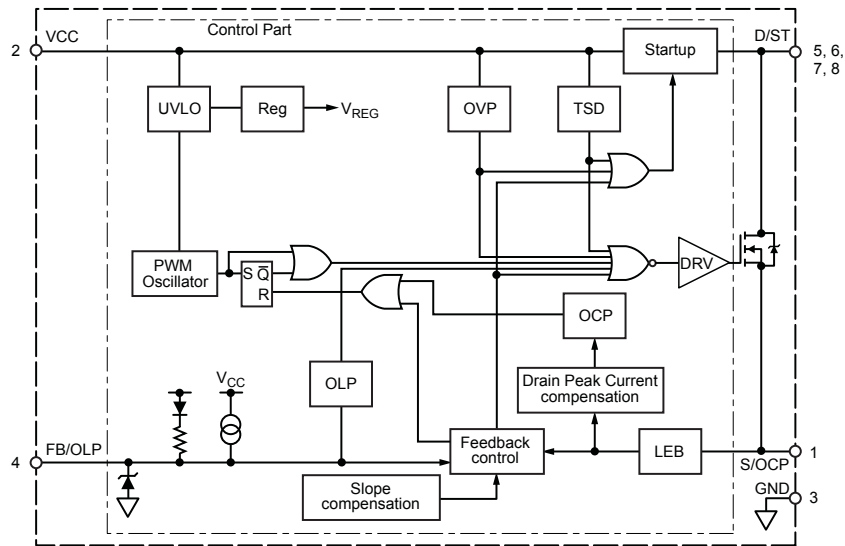 Control Part
2
VCC
D/ST
5, 6,
7, 8
Startup
UVLO
Reg
VREG
OVP
TSD
PWM
Oscillator
S Q̅
R
DRV
OCP
VCC
OLP
Drain Peak Current
compensation
4
FB/OLP
Feedback
control
LEB
1
S/OCP
Slope
compensation
GND
3